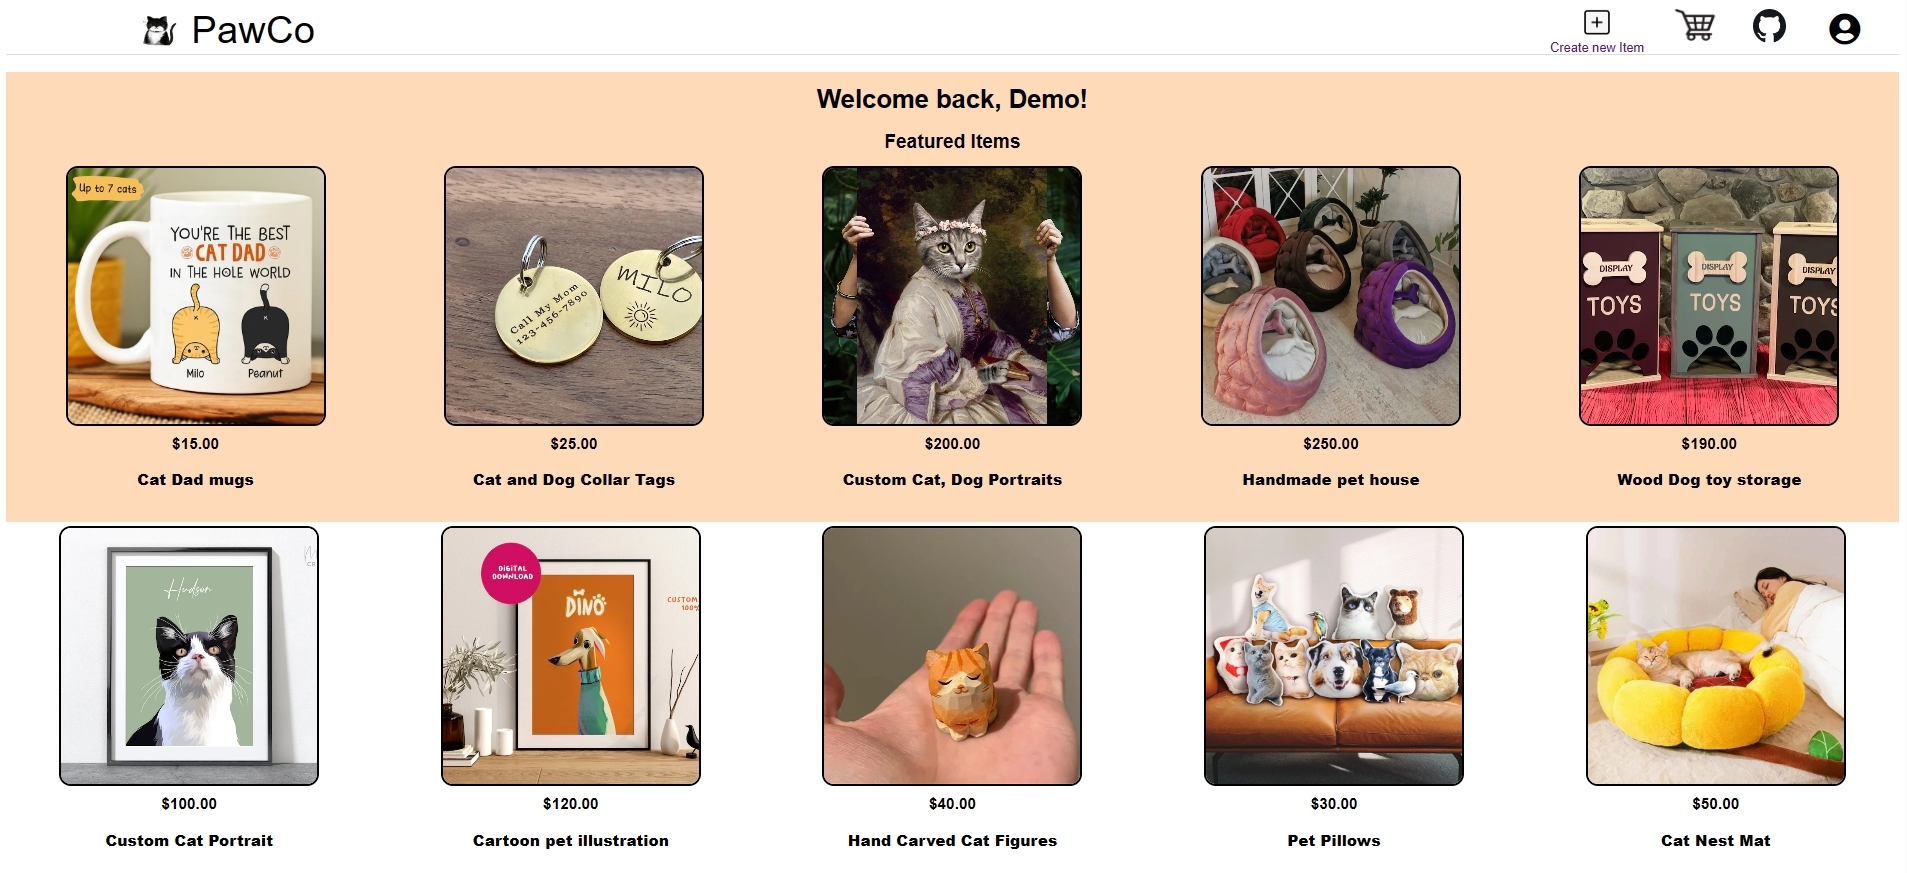 PawCo
Create new Item
Welcome back, Demo!
Featured Items
Up to 7 cats
YOU'RE THE BEST
CAT DAD
IN THE HOLE WORLD
Milo
Peanut
Call My Mom
123-456-7890
MILO
DISPLAY
TOYS
DISPLAY
TOYS
DISPLAY
TOYS
$15.00
$25.00
$200.00
$250.00
$190.00
Cat Dad mugs
Cat and Dog Collar Tags
Custom Cat, Dog Portraits
Handmade pet house
Wood Dog toy storage
Hudson
DIGITAL
DOWNLOAD
DINO
CUSTOM
100%
$100.00
$120.00
$40.00
$30.00
$50.00
Custom Cat Portrait
Cartoon pet illustration
Hand Carved Cat Figures
Pet Pillows
Cat Nest Mat